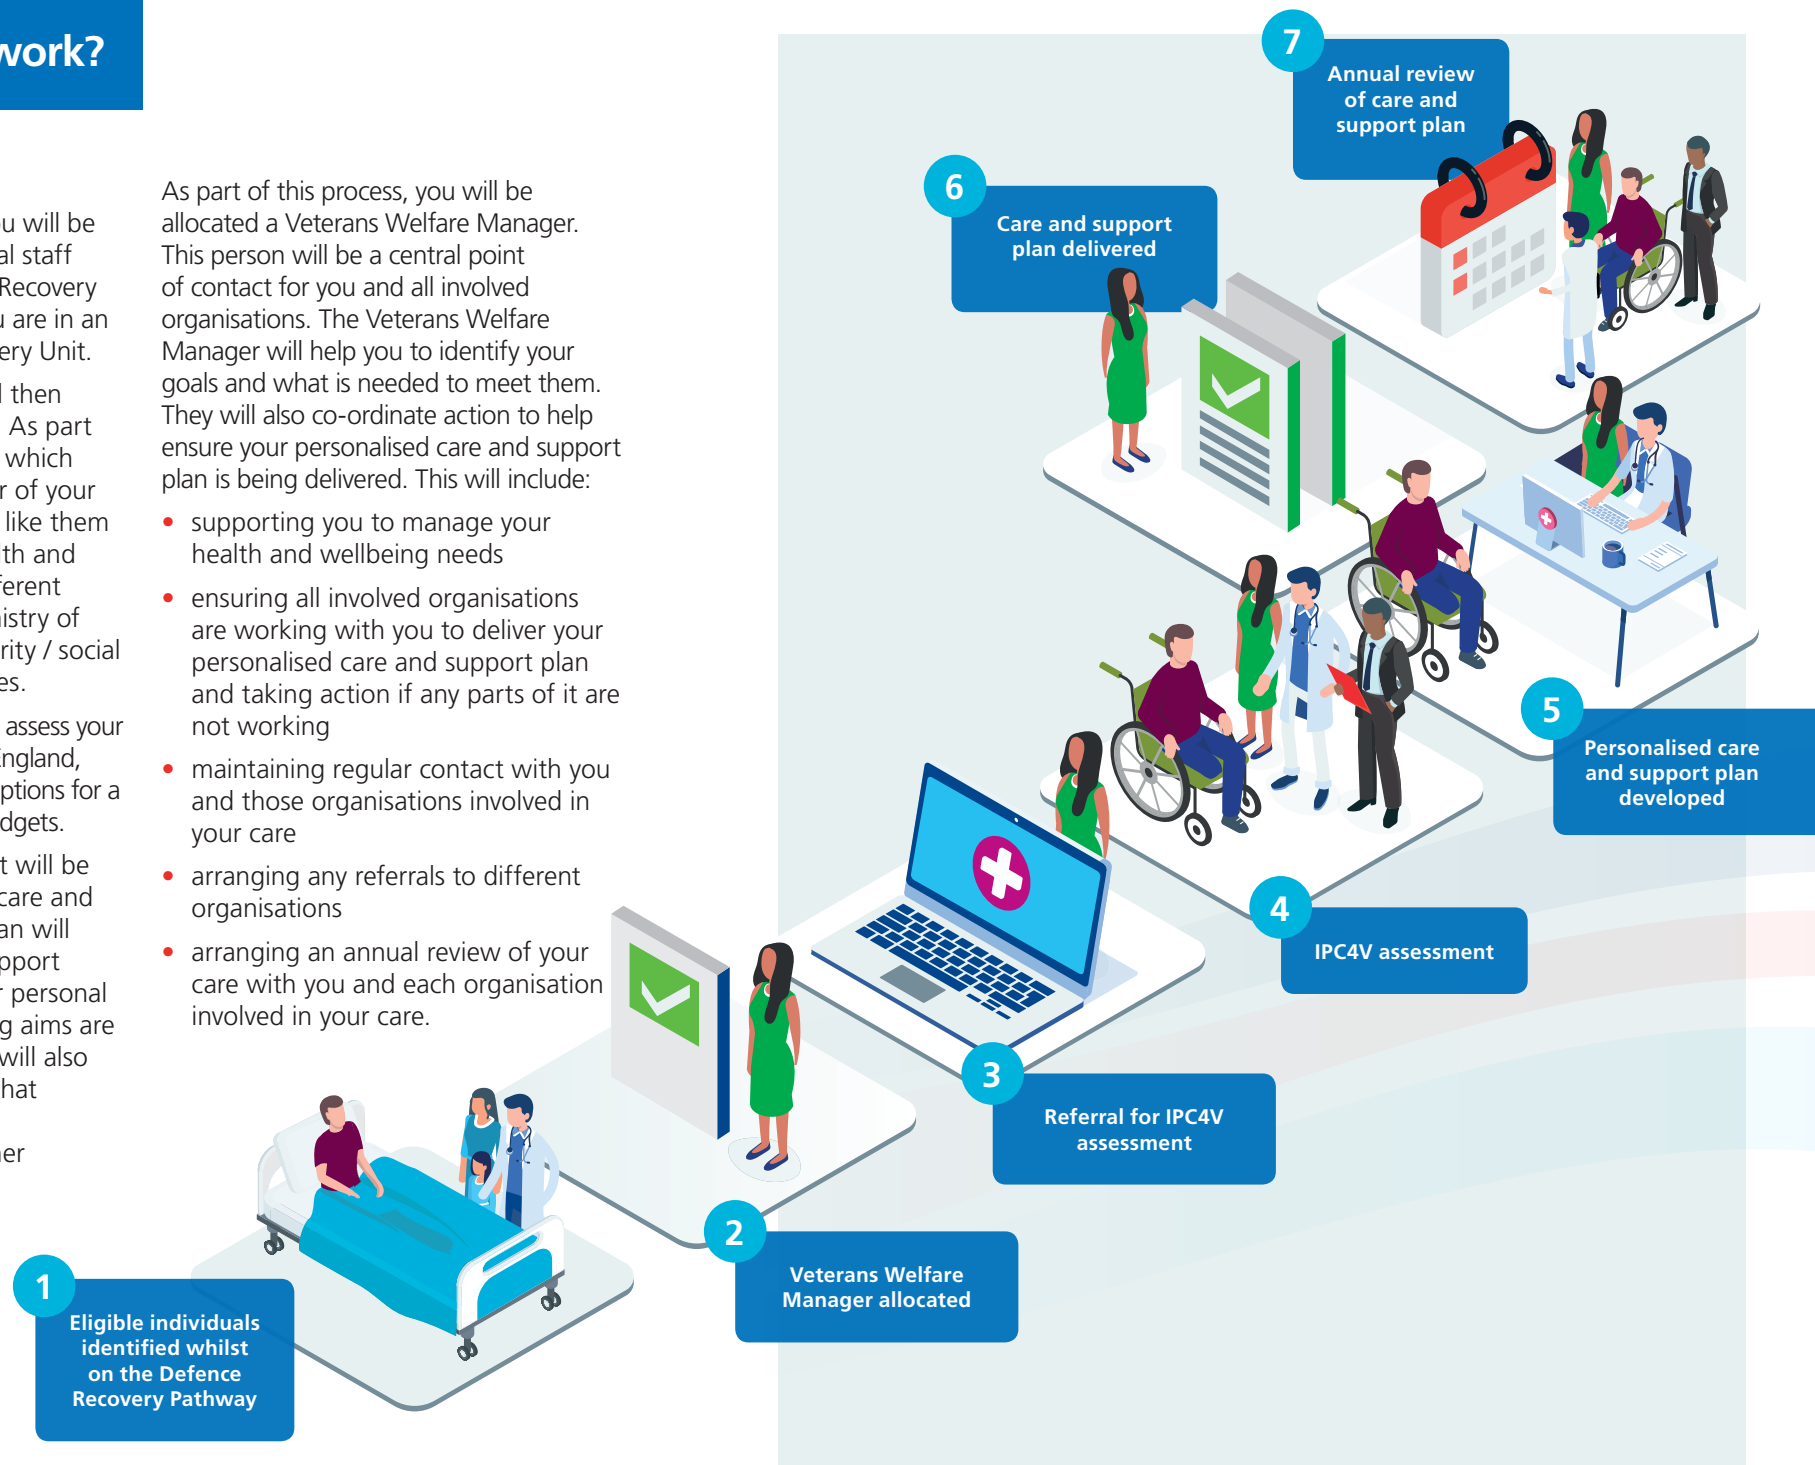 work?
u will be
al staff
Recovery
u are in an
ery Unit.
then
As part
which
r of your
like them
lth and
fferent
nistry of
rity / social
es.
assess your
England,
ptions for a
dgets.
t will be
care and
an will
pport
r personal
g aims are
will also
hat
ner
As part of this process, you will be
allocated a Veterans Welfare Manager.
This person will be a central point
of contact for you and all involved
organisations. The Veterans Welfare
Manager will help you to identify your
goals and what is needed to meet them.
They will also co-ordinate action to help
ensure your personalised care and support
plan is being delivered. This will include:
• supporting you to manage your
health and wellbeing needs
• ensuring all involved organisations
are working with you to deliver your
personalised care and support plan
and taking action if any parts of it are
not working
• maintaining regular contact with you
and those organisations involved in
your care
• arranging any referrals to different
organisations
• arranging an annual review of your
care with you and each organisation
involved in your care.
1
Eligible individuals
identified whilst
on the Defence
Recovery Pathway
2
Veterans Welfare
Manager allocated
3
Referral for IPC4V
assessment
4
IPC4V assessment
5
Personalised care
and support plan
developed
6
Care and support
plan delivered
7
Annual review
of care and
support plan